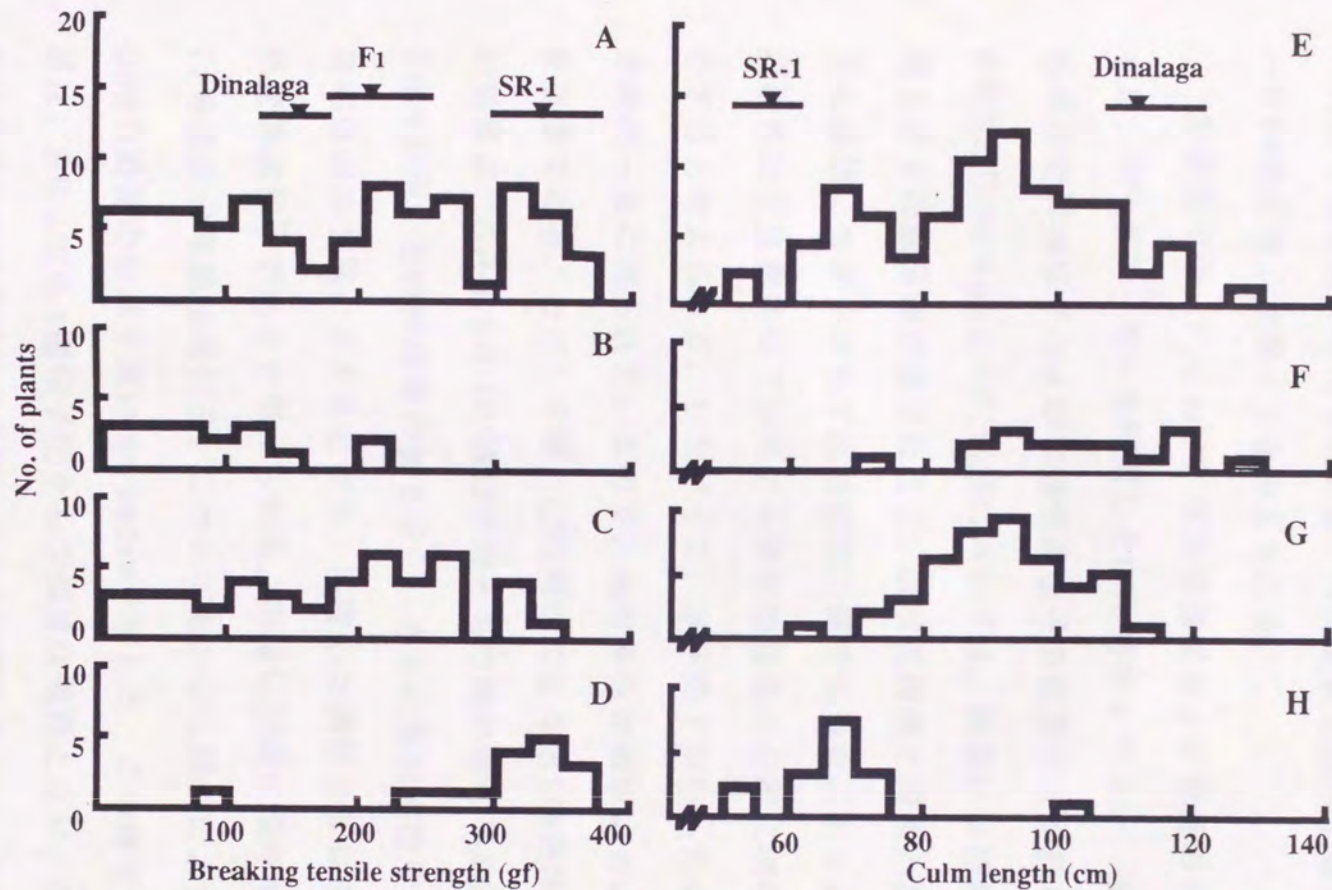 20
15
10
5
A
Dinalaga
F1
SR-1
E
SR-1
Dinalaga
No. of plants
10
5
0
B
F
10
5
0
C
G
10
5
0
D
H
100
200
300
400
60
80
100
120
140
Breaking tensile strength (gf)
Culm length (cm)